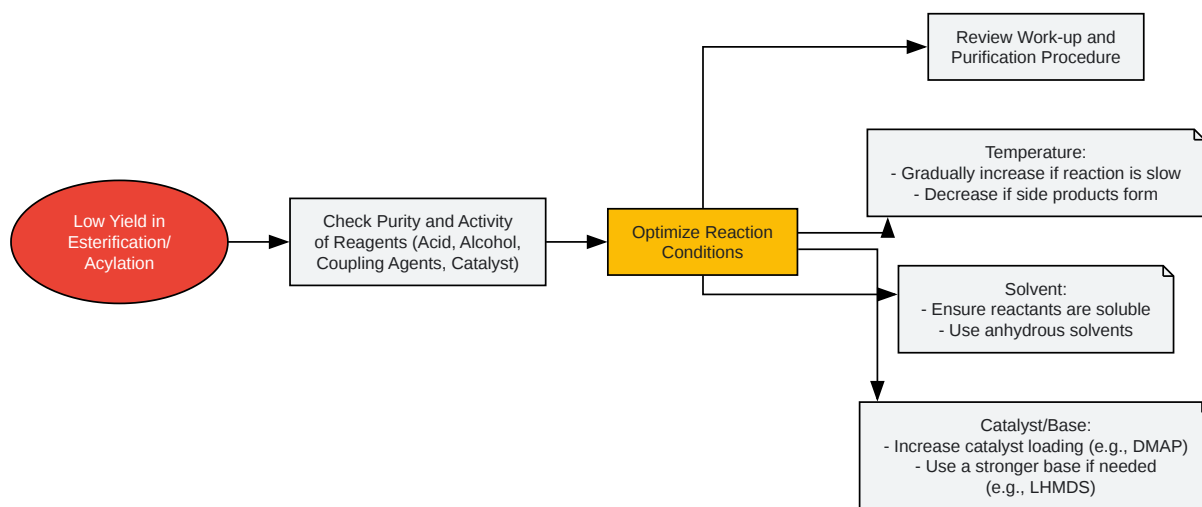 Low Yield in
Esterification/
Acylation
Check Purity and Activity
of Reagents (Acid, Alcohol,
Coupling Agents, Catalyst)
Optimize Reaction
Conditions
Review Work-up and
Purification Procedure
Temperature:
- Gradually increase if reaction is slow
- Decrease if side products form
Solvent:
- Ensure reactants are soluble
- Use anhydrous solvents
Catalyst/Base:
- Increase catalyst loading (e.g., DMAP)
- Use a stronger base if needed
(e.g., LHMDS)